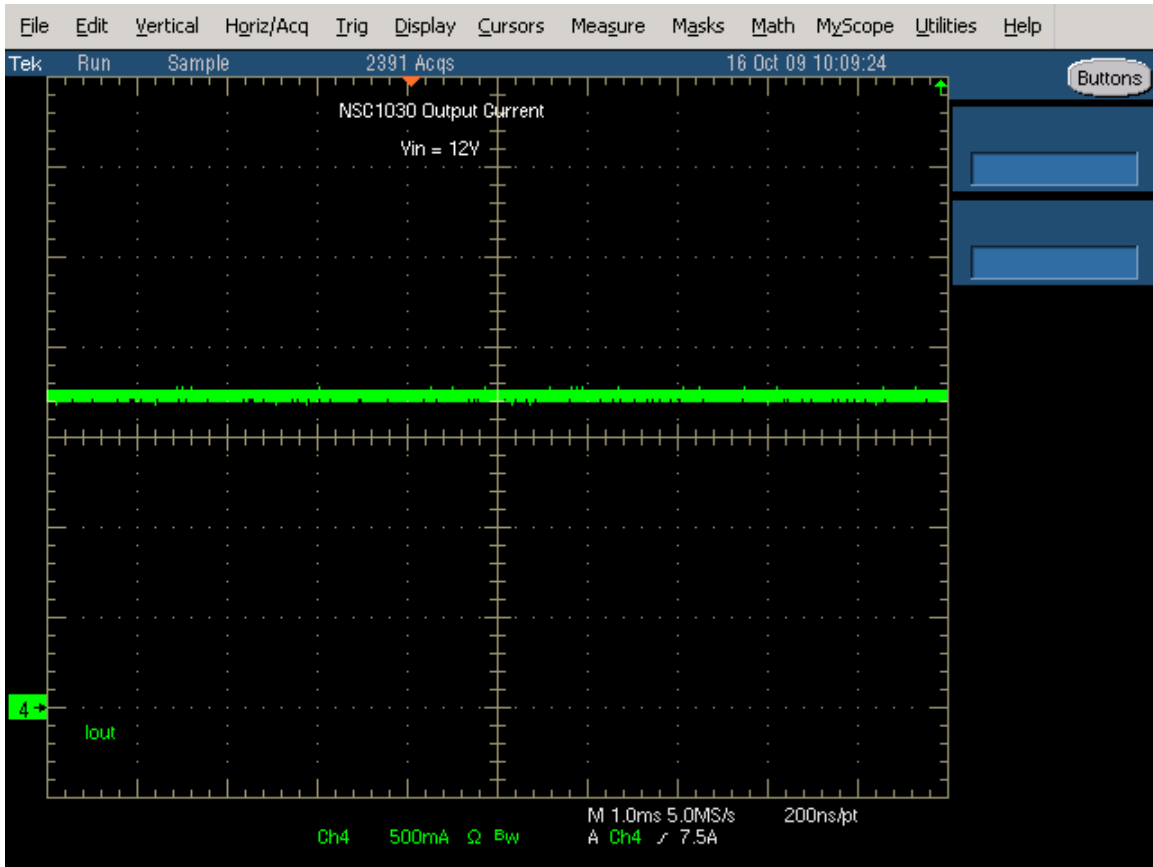 File Edit Vertical Horiz/Acq Trig Display Cursors Measure Masks Math MyScope Utilities Help
Tek Run Sample 2391 Acqs 16 Oct 09 10:09:24
Buttons
NSC1030 Output Current
Vin = 12V
4
Iout
M 1.0ms 5.0MS/s 200ns/pt
Ch4 500mA Ω Bw A Ch4 ⁄ 7.5A